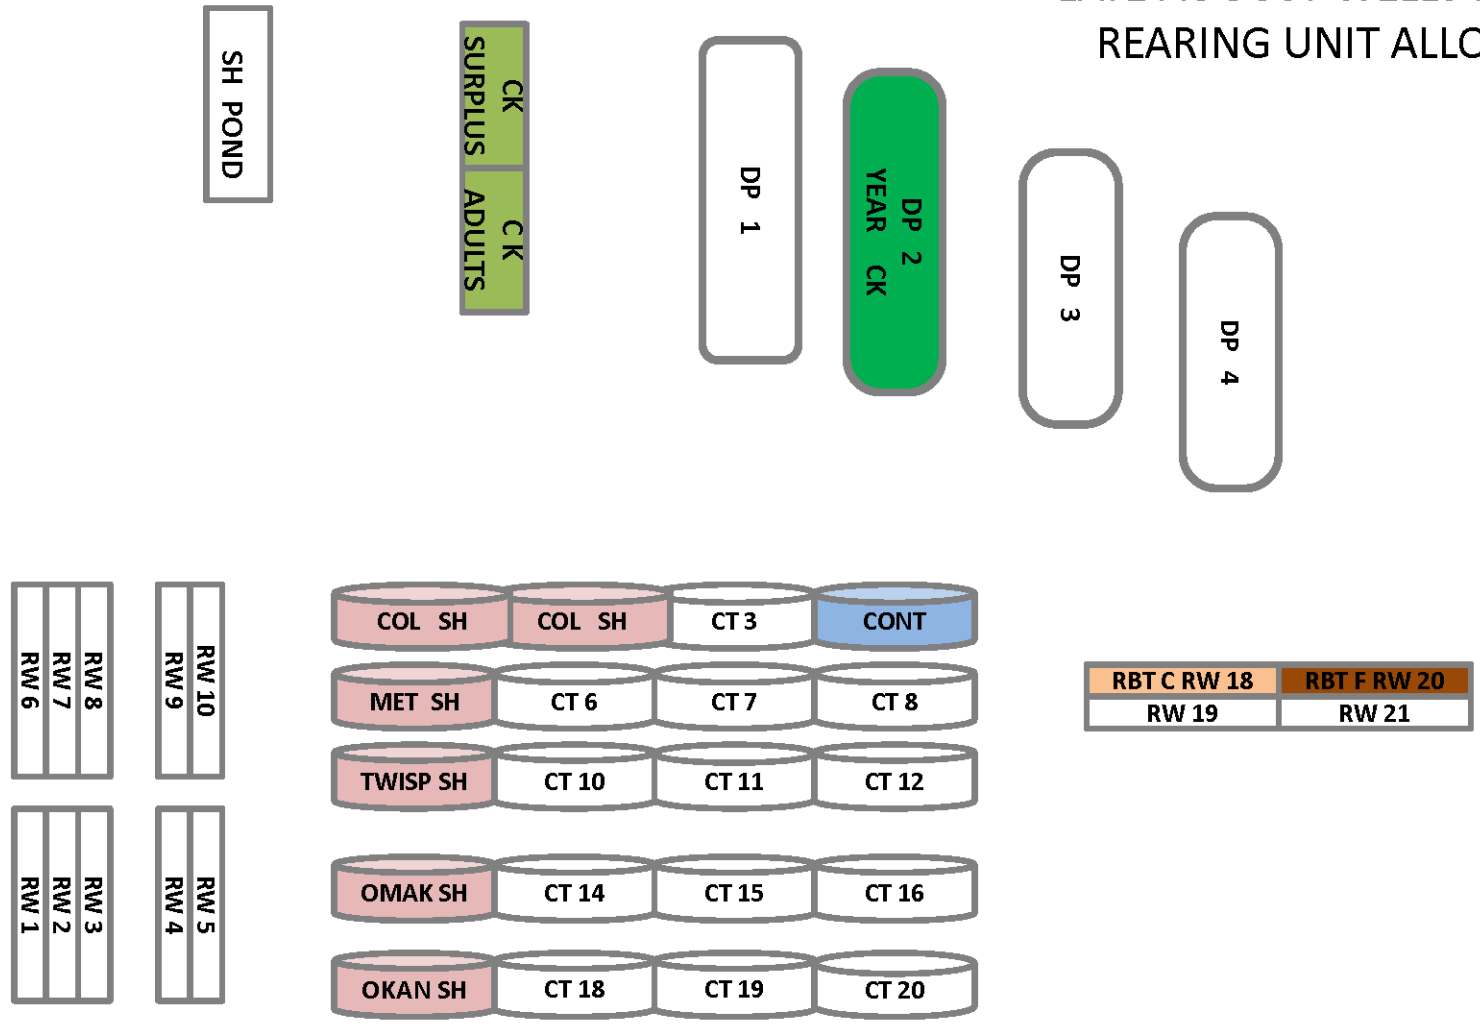 REARING UNIT ALLO
SH POND
CK
SURPLUS
C K
ADULTS
DP 1
DP 2
YEAR CK
DP 3
DP 4
RW 6
RW 7
RW 8
RW 9
RW 10
RW 1
RW 2
RW 3
RW 4
RW 5
COL SH
COL SH
CT 3
CONT
MET SH
CT 6
CT 7
CT 8
TWISP SH
CT 10
CT 11
CT 12
OMAK SH
CT 14
CT 15
CT 16
OKAN SH
CT 18
CT 19
CT 20
RBT C RW 18
RBT F RW 20
RW 19
RW 21